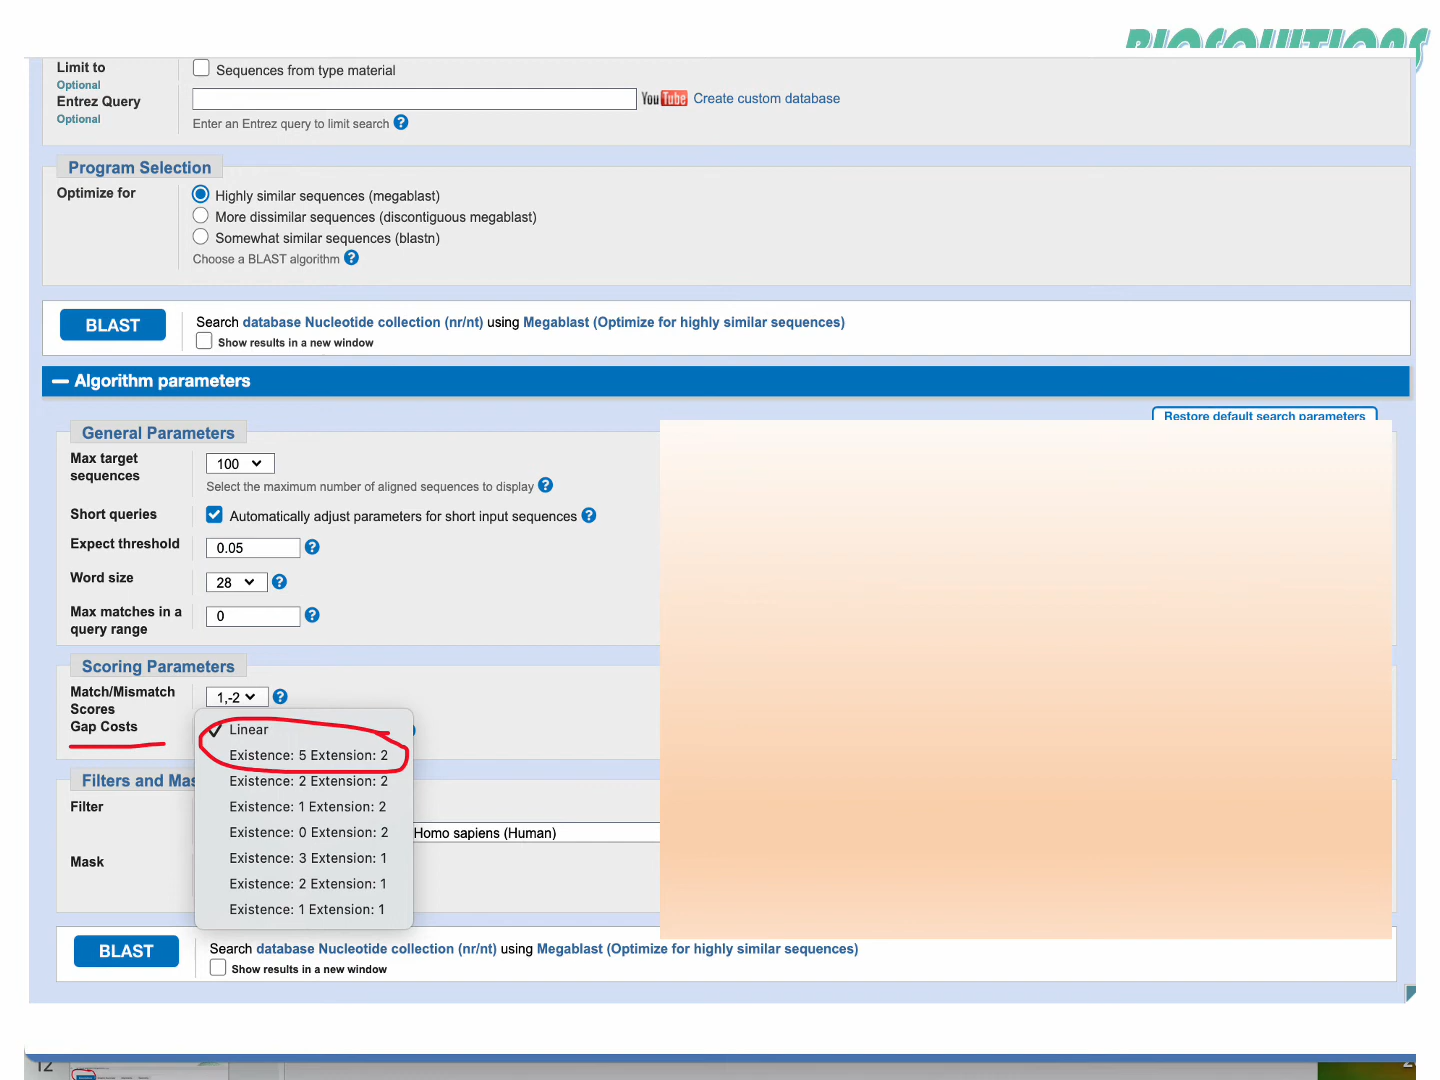 BIOSOLUTIONS
Limit to
Sequences from type material
Optional
Entrez Query
YouTube Create custom database
Optional
Enter an Entrez query to limit search ?
Program Selection
Optimize for
Highly similar sequences (megablast)
More dissimilar sequences (discontiguous megablast)
Somewhat similar sequences (blastn)
Choose a BLAST algorithm ?
BLAST
Search database Nucleotide collection (nr/nt) using Megablast (Optimize for highly similar sequences)
Show results in a new window
Algorithm parameters
Restore default search parameters
General Parameters
Max target sequences
100
Select the maximum number of aligned sequences to display ?
Short queries
Automatically adjust parameters for short input sequences ?
Expect threshold
0.05 ?
Word size
28 ?
Max matches in a query range
0 ?
Scoring Parameters
Match/Mismatch Scores
1,-2 ?
Gap Costs
Linear
Existence: 5 Extension: 2
Existence: 2 Extension: 2
Existence: 1 Extension: 2
Existence: 0 Extension: 2
Existence: 3 Extension: 1
Existence: 2 Extension: 1
Existence: 1 Extension: 1
Filters and Mas
Filter
Homo sapiens (Human)
Mask
BLAST
Search database Nucleotide collection (nr/nt) using Megablast (Optimize for highly similar sequences)
Show results in a new window
12